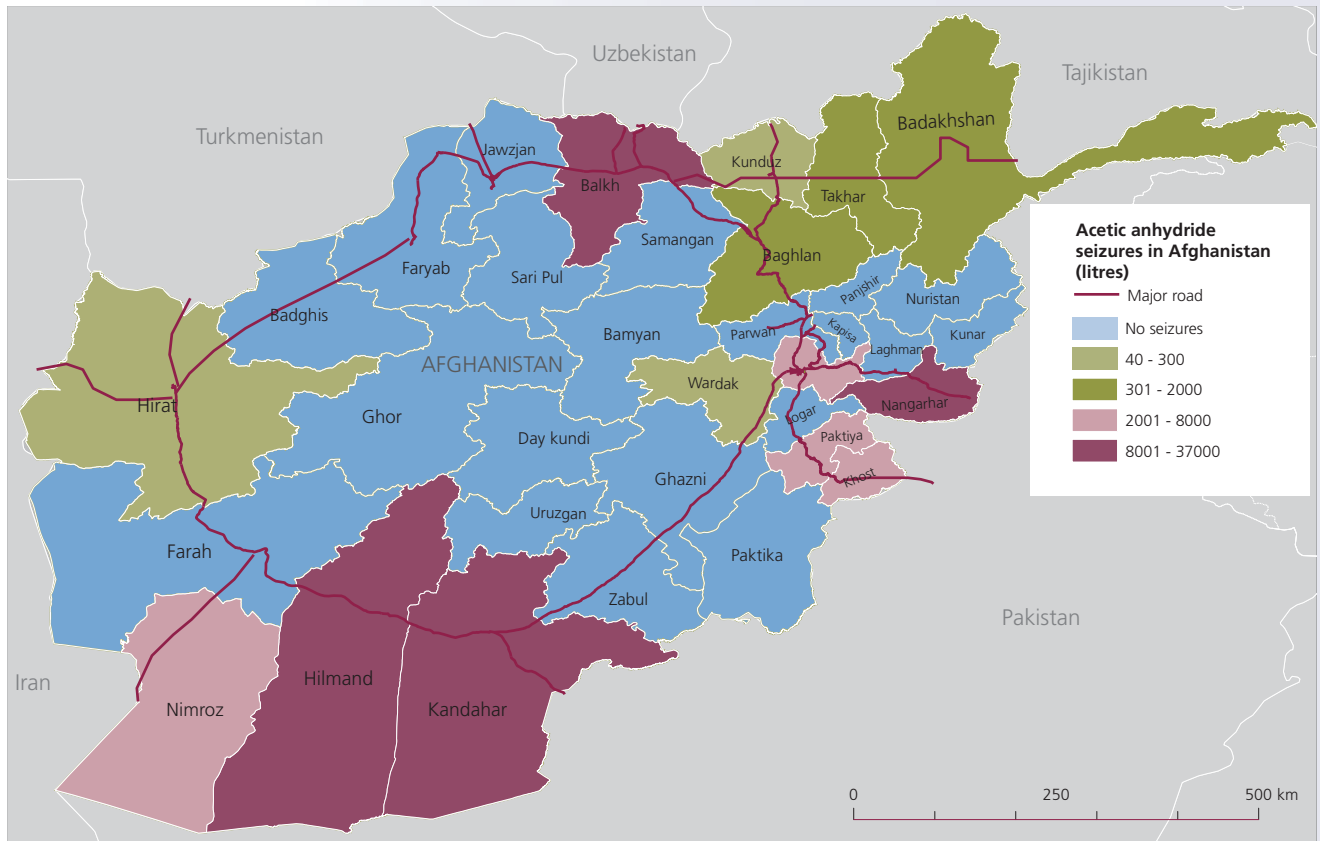 Uzbekistan
Tajikistan
Turkmenistan
Badakhshan
Jawzjan
Kunduz
Balkh
Takhar
Samangan
Baghlan
Faryab
Sari Pul
Panjshir
Nuristan
Badghis
Bamyan
Parwan
Kapisa
Kunar
Laghman
AFGHANISTAN
Wardak
Hirat
Ghor
Nangarhar
Logar
Day kundi
Paktiya
Ghazni
Khost
Uruzgan
Farah
Paktika
Zabul
Pakistan
Iran
Hilmand
Nimroz
Kandahar
Acetic anhydride
seizures in Afghanistan
(litres)
Major road
No seizures
40 - 300
301 - 2000
2001 - 8000
8001 - 37000
0 250 500 km